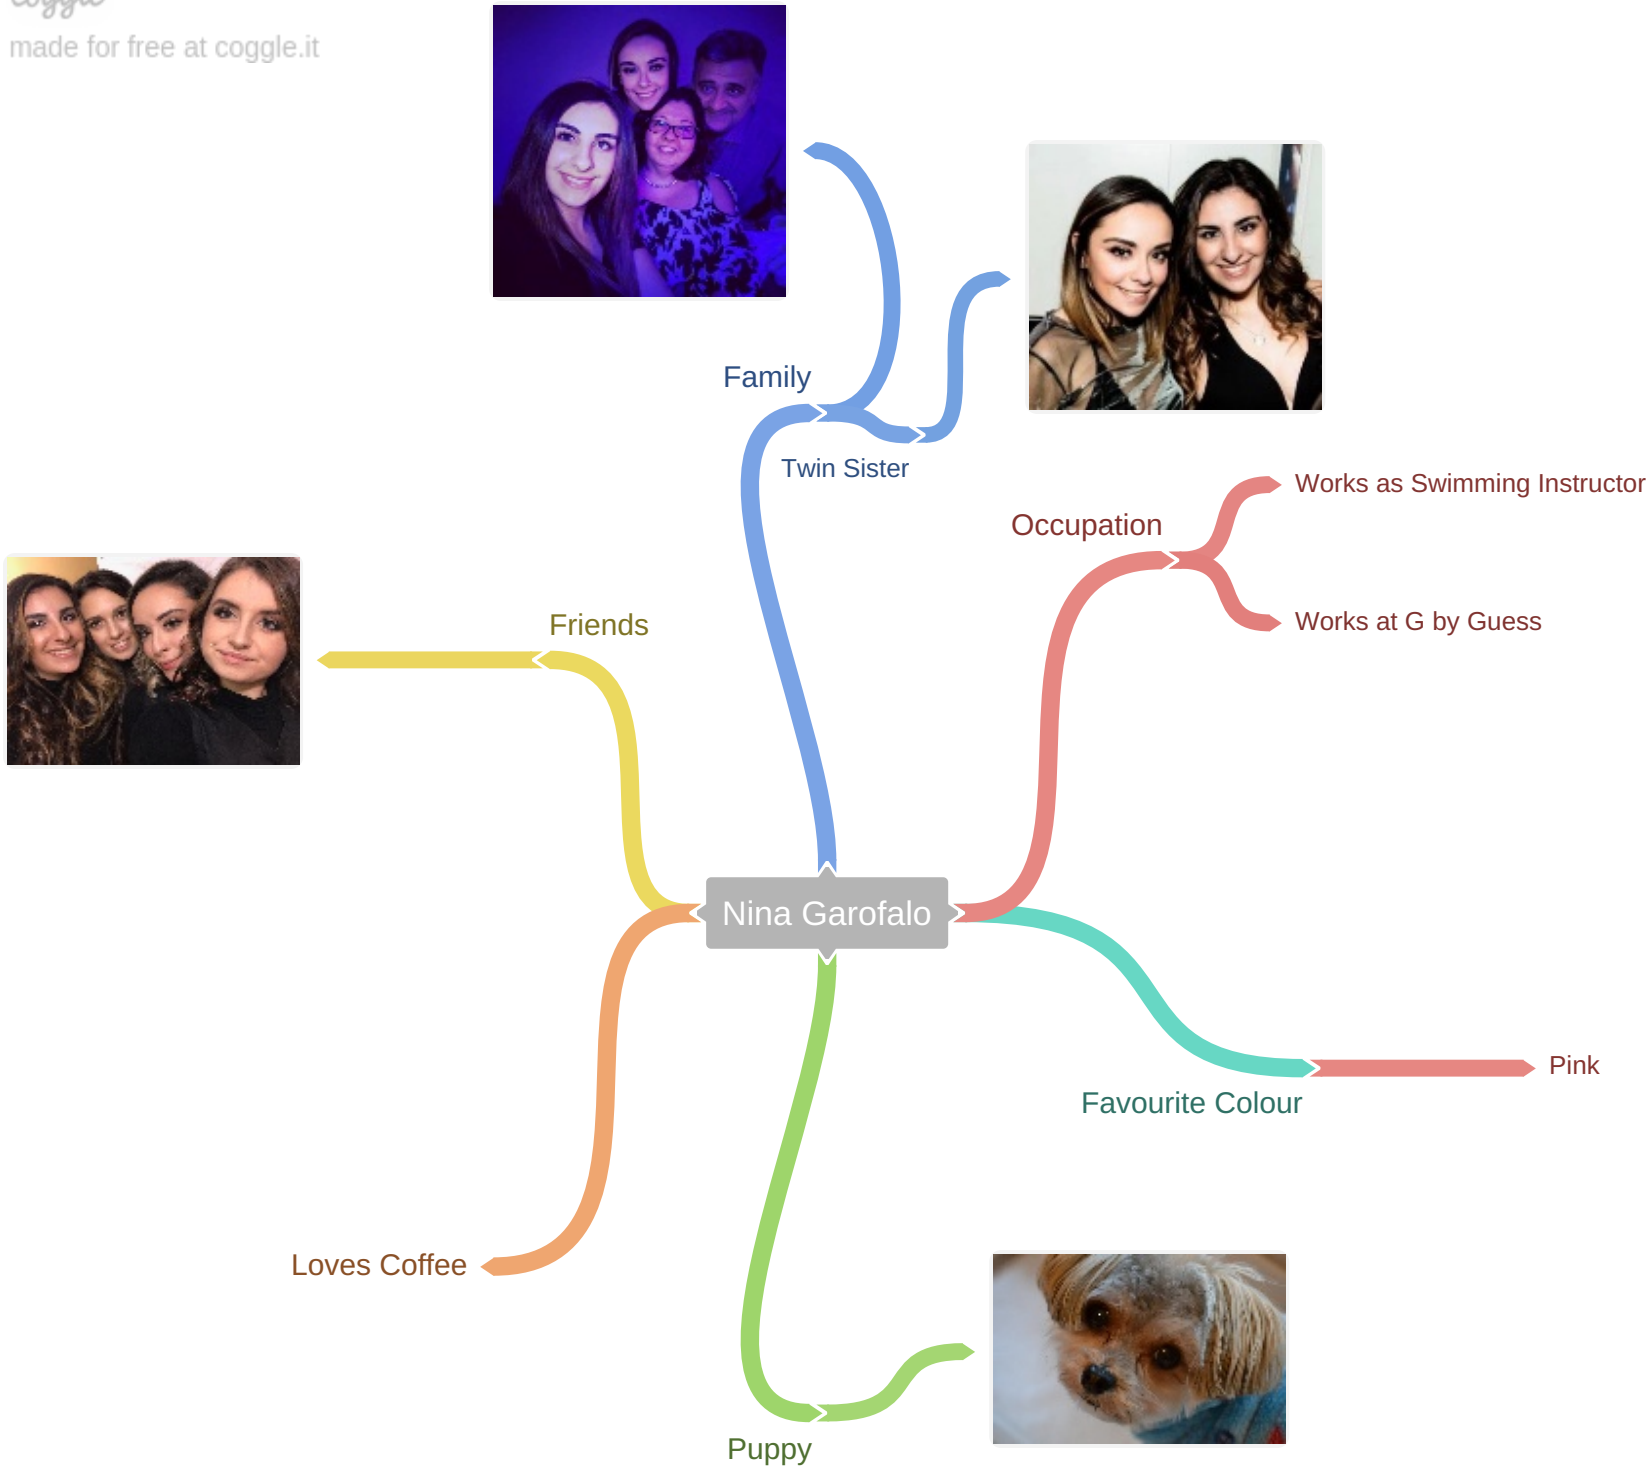 coggle
made for free at coggle.it
Family
Twin Sister
Works as Swimming Instructor
Occupation
Works at G by Guess
Friends
Nina Garofalo
Pink
Favourite Colour
Loves Coffee
Puppy